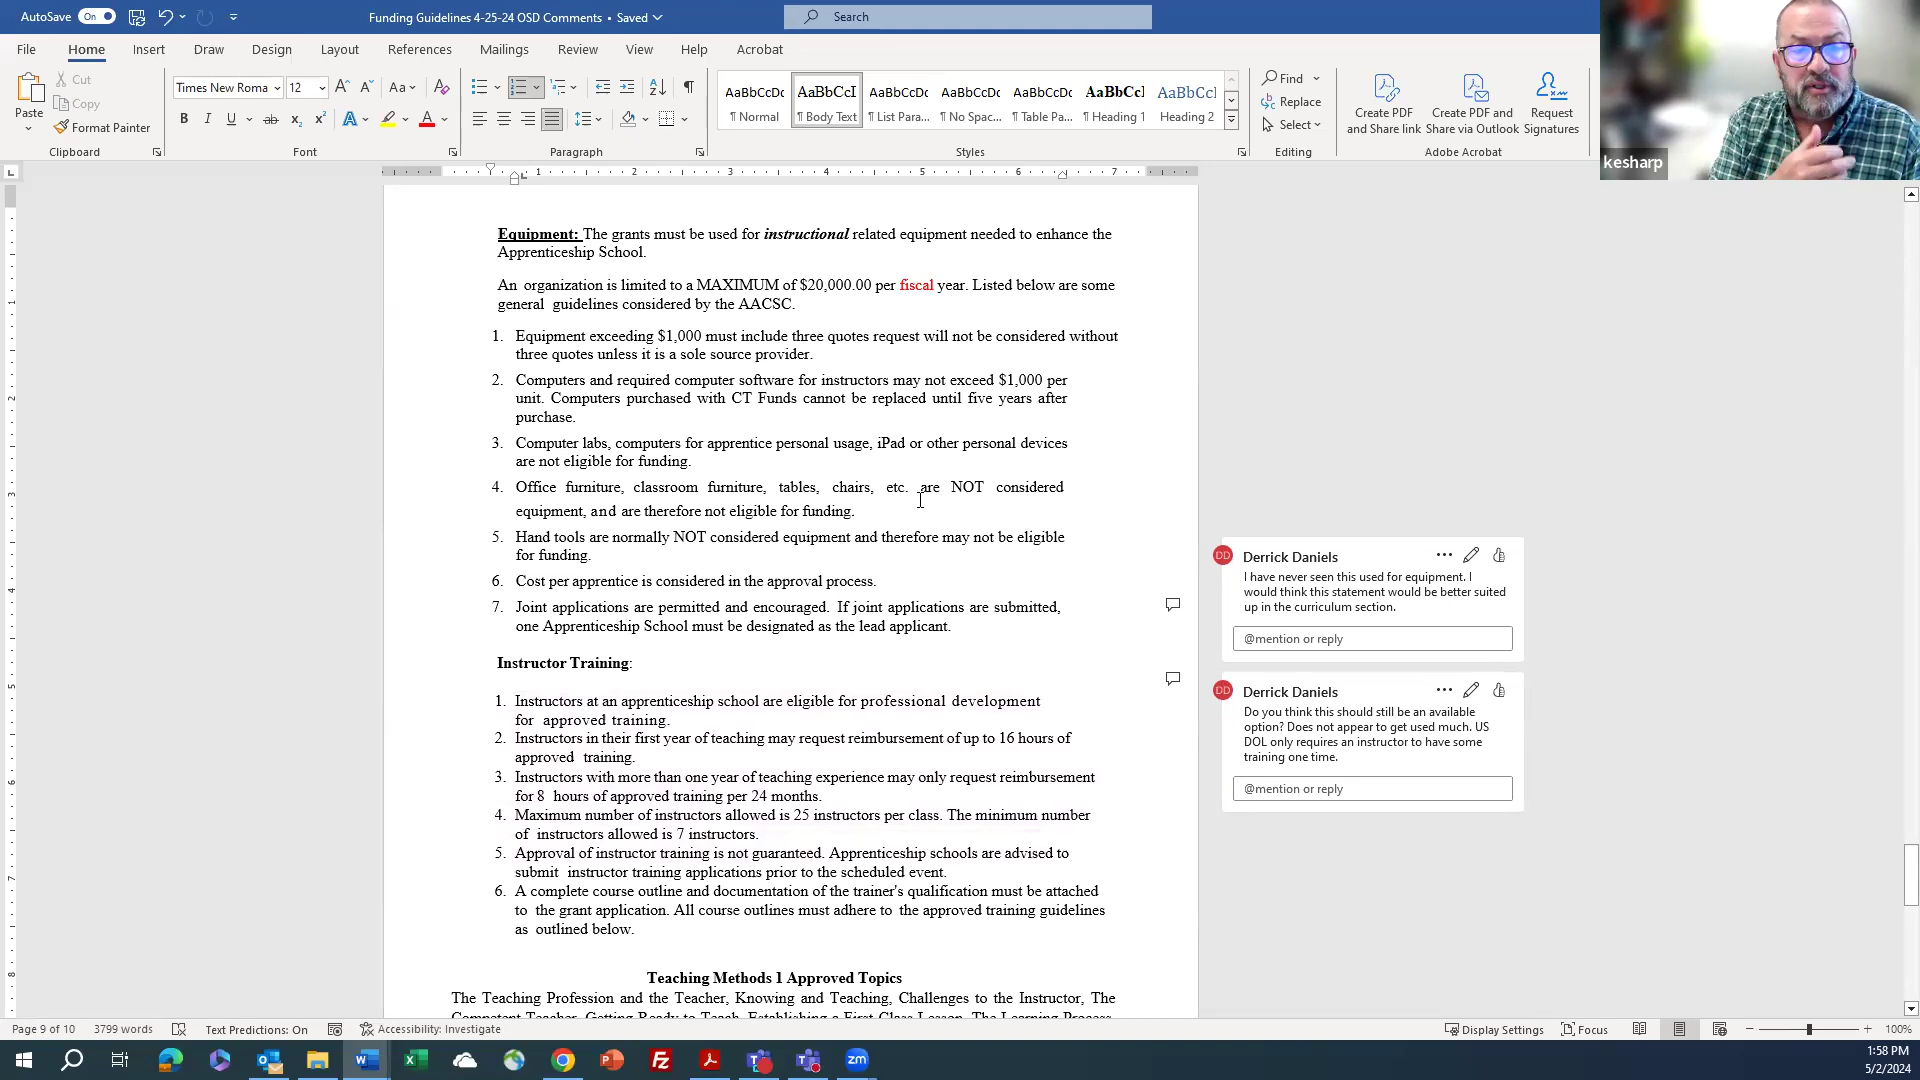 AutoSave On
Funding Guidelines 4-25-24 OSD Comments • Saved
Search
File Home Insert Draw Design Layout References Mailings Review View Help Acrobat
Paste
Cut
Copy
Format Painter
Clipboard
Times New Roma 12
Font
Paragraph
AaBbCcDc AaBbCcI AaBbCcDc AaBbCcDc AaBbCcDc AaBbCcI AaBbCcI
¶ Normal ¶ Body Text ¶ List Para... ¶ No Spac... ¶ Table Pa... ¶ Heading 1 Heading 2
Styles
Find
Replace
Select
Editing
Create PDF and Share link
Create PDF and Share via Outlook
Request Signatures
Adobe Acrobat
kesharp
1 2 3 4 5 6 7
Equipment: The grants must be used for instructional related equipment needed to enhance the
Apprenticeship School.
An organization is limited to a MAXIMUM of $20,000.00 per fiscal year. Listed below are some
general guidelines considered by the AACSC.
1. Equipment exceeding $1,000 must include three quotes request will not be considered without
three quotes unless it is a sole source provider.
2. Computers and required computer software for instructors may not exceed $1,000 per
unit. Computers purchased with CT Funds cannot be replaced until five years after
purchase.
3. Computer labs, computers for apprentice personal usage, iPad or other personal devices
are not eligible for funding.
4. Office furniture, classroom furniture, tables, chairs, etc. are NOT considered
equipment, and are therefore not eligible for funding.
5. Hand tools are normally NOT considered equipment and therefore may not be eligible
for funding.
6. Cost per apprentice is considered in the approval process.
7. Joint applications are permitted and encouraged. If joint applications are submitted,
one Apprenticeship School must be designated as the lead applicant.
Instructor Training:
1. Instructors at an apprenticeship school are eligible for professional development
for approved training.
2. Instructors in their first year of teaching may request reimbursement of up to 16 hours of
approved training.
3. Instructors with more than one year of teaching experience may only request reimbursement
for 8 hours of approved training per 24 months.
4. Maximum number of instructors allowed is 25 instructors per class. The minimum number
of instructors allowed is 7 instructors.
5. Approval of instructor training is not guaranteed. Apprenticeship schools are advised to
submit instructor training applications prior to the scheduled event.
6. A complete course outline and documentation of the trainer's qualification must be attached
to the grant application. All course outlines must adhere to the approved training guidelines
as outlined below.
Teaching Methods 1 Approved Topics
The Teaching Profession and the Teacher, Knowing and Teaching, Challenges to the Instructor, The
Competent Teacher, Getting Ready to Teach, Establishing a First Class Lesson, The Learning Process,
DD Derrick Daniels
I have never seen this used for equipment. I
would think this statement would be better suited
up in the curriculum section.
@mention or reply
DD Derrick Daniels
Do you think this should still be an available
option? Does not appear to get used much. US
DOL only requires an instructor to have some
training one time.
@mention or reply
Page 9 of 10 3799 words Text Predictions: On Accessibility: Investigate
Display Settings Focus 100%
1:58 PM
5/2/2024